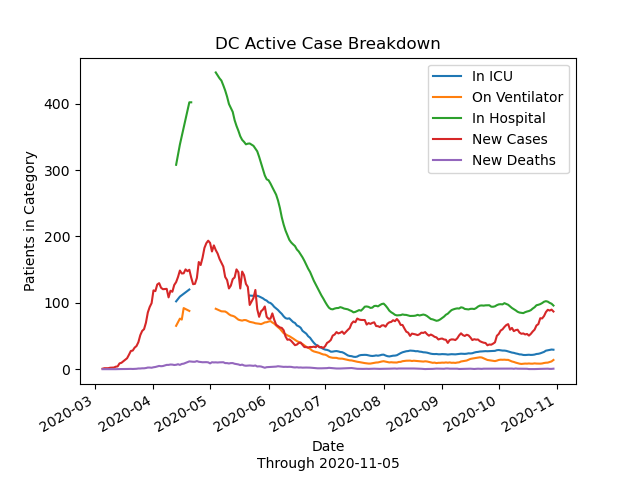 DC Active Case Breakdown
Patients in Category
400
300
200
100
0
In ICU
On Ventilator
In Hospital
New Cases
New Deaths
2020-03
2020-04
2020-05
2020-06
2020-07
2020-08
2020-09
2020-10
2020-11
Date
Through 2020-11-05